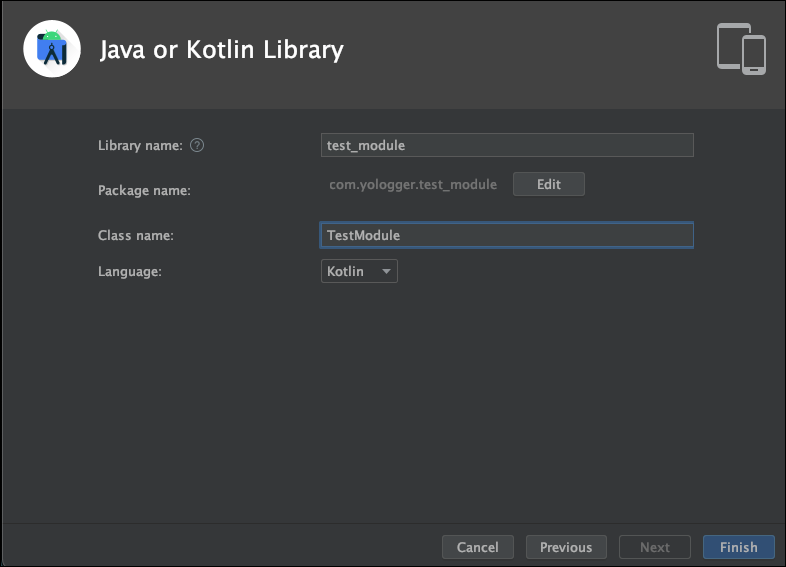 Java or Kotlin Library
Library name: ?
test_module
Package name:
com.yologger.test_module
Edit
Class name:
TestModule
Language:
Kotlin
Cancel
Previous
Next
Finish